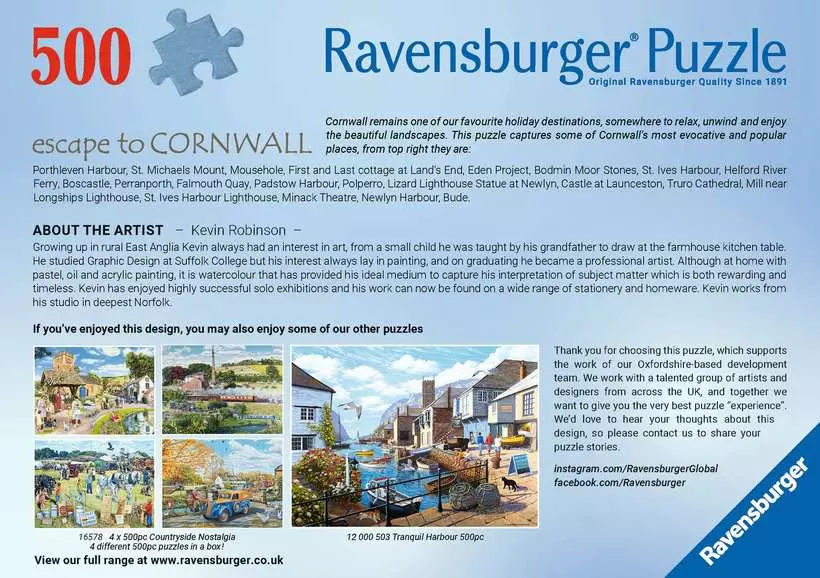 500
Ravensburger® Puzzle
Original Ravensburger Quality Since 1891
escape to CORNWALL
Cornwall remains one of our favourite holiday destinations, somewhere to relax, unwind and enjoy
the beautiful landscapes. This puzzle captures some of Cornwall's most evocative and popular
places, from top right they are:
Porthleven Harbour, St. Michaels Mount, Mousehole, First and Last cottage at Land's End, Eden Project, Bodmin Moor Stones, St. Ives Harbour, Helford River
Ferry, Boscastle, Perranporth, Falmouth Quay, Padstow Harbour, Polperro, Lizard Lighthouse Statue at Newlyn, Castle at Launceston, Truro Cathedral, Mill near
Longships Lighthouse, St. Ives Harbour Lighthouse, Minack Theatre, Newlyn Harbour, Bude.
ABOUT THE ARTIST – Kevin Robinson –
Growing up in rural East Anglia Kevin always had an interest in art, from a small child he was taught by his grandfather to draw at the farmhouse kitchen table.
He studied Graphic Design at Suffolk College but his interest always lay in painting, and on graduating he became a professional artist. Although at home with
pastel, oil and acrylic painting, it is watercolour that has provided his ideal medium to capture his interpretation of subject matter which is both rewarding and
timeless. Kevin has enjoyed highly successful solo exhibitions and his work can now be found on a wide range of stationery and homeware. Kevin works from
his studio in deepest Norfolk.
If you've enjoyed this design, you may also enjoy some of our other puzzles
Thank you for choosing this puzzle, which supports
the work of our Oxfordshire-based development
team. We work with a talented group of artists and
designers from across the UK, and together we
want to give you the very best puzzle "experience".
We'd love to hear your thoughts about this
design, so please contact us to share your
puzzle stories.
instagram.com/RavensburgerGlobal
facebook.com/Ravensburger
16578 4 x 500pc Countryside Nostalgia
4 different 500pc puzzles in a box!
12 000 503 Tranquil Harbour 500pc
View our full range at www.ravensburger.co.uk
Ravensburger